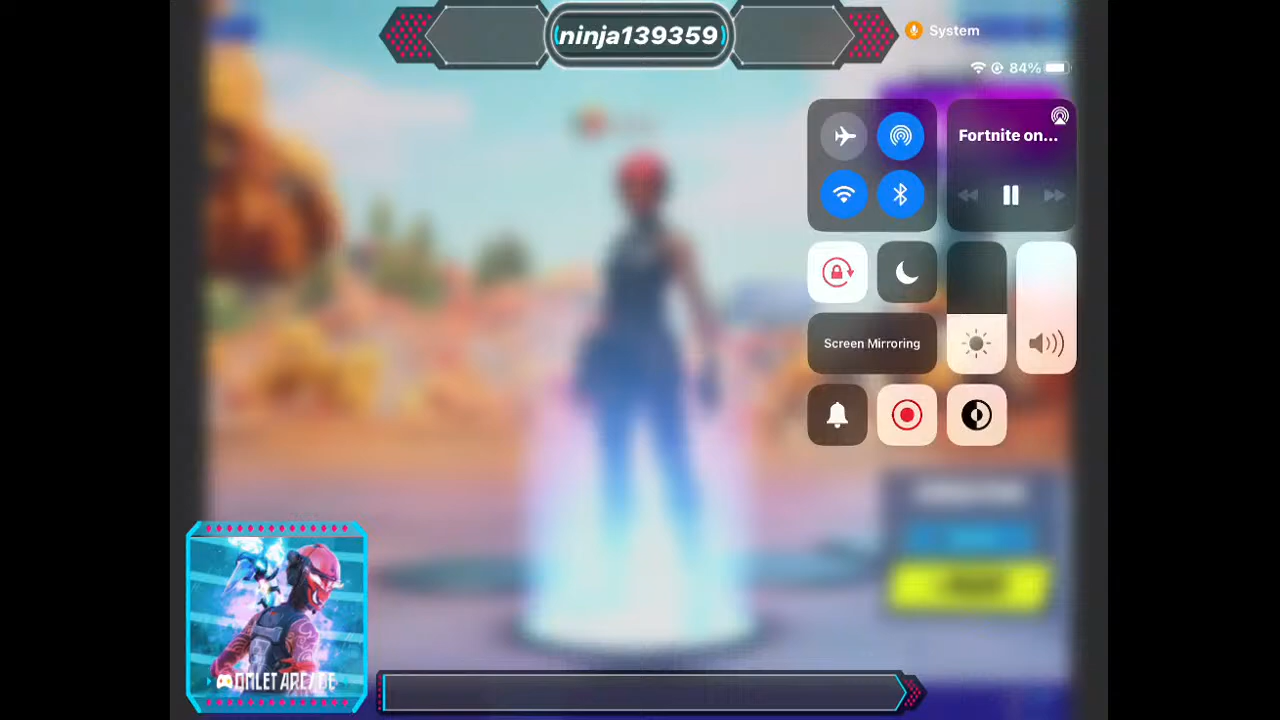 ninja139359
System
84%
Fortnite on...
Screen Mirroring
OMLET ARCADE